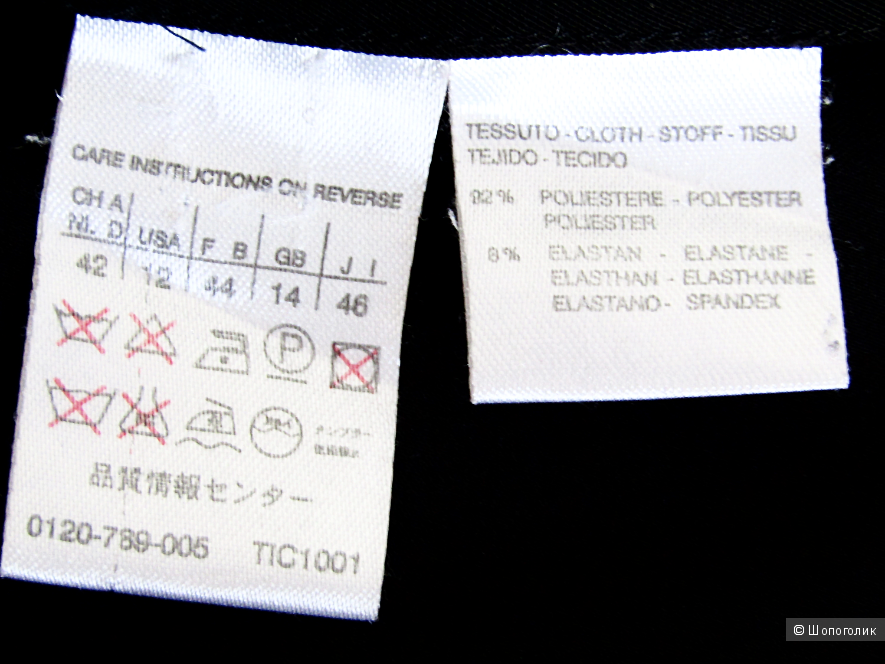 CARE INSTRUCTIONS ON REVERSE
CH A
NL D USA F B GB J I
42 12 44 14 46
P
品質情報センター
0120-789-005 TIC1001
TESSUTO - CLOTH - STOFF - TISSU
TEJIDO - TECIDO
92% POLIESTERE - POLYESTER
POLIESTER
8% ELASTAN - ELASTANE -
ELASTHAN - ELASTHANNE
ELASTANO - SPANDEX
© Шопоголик